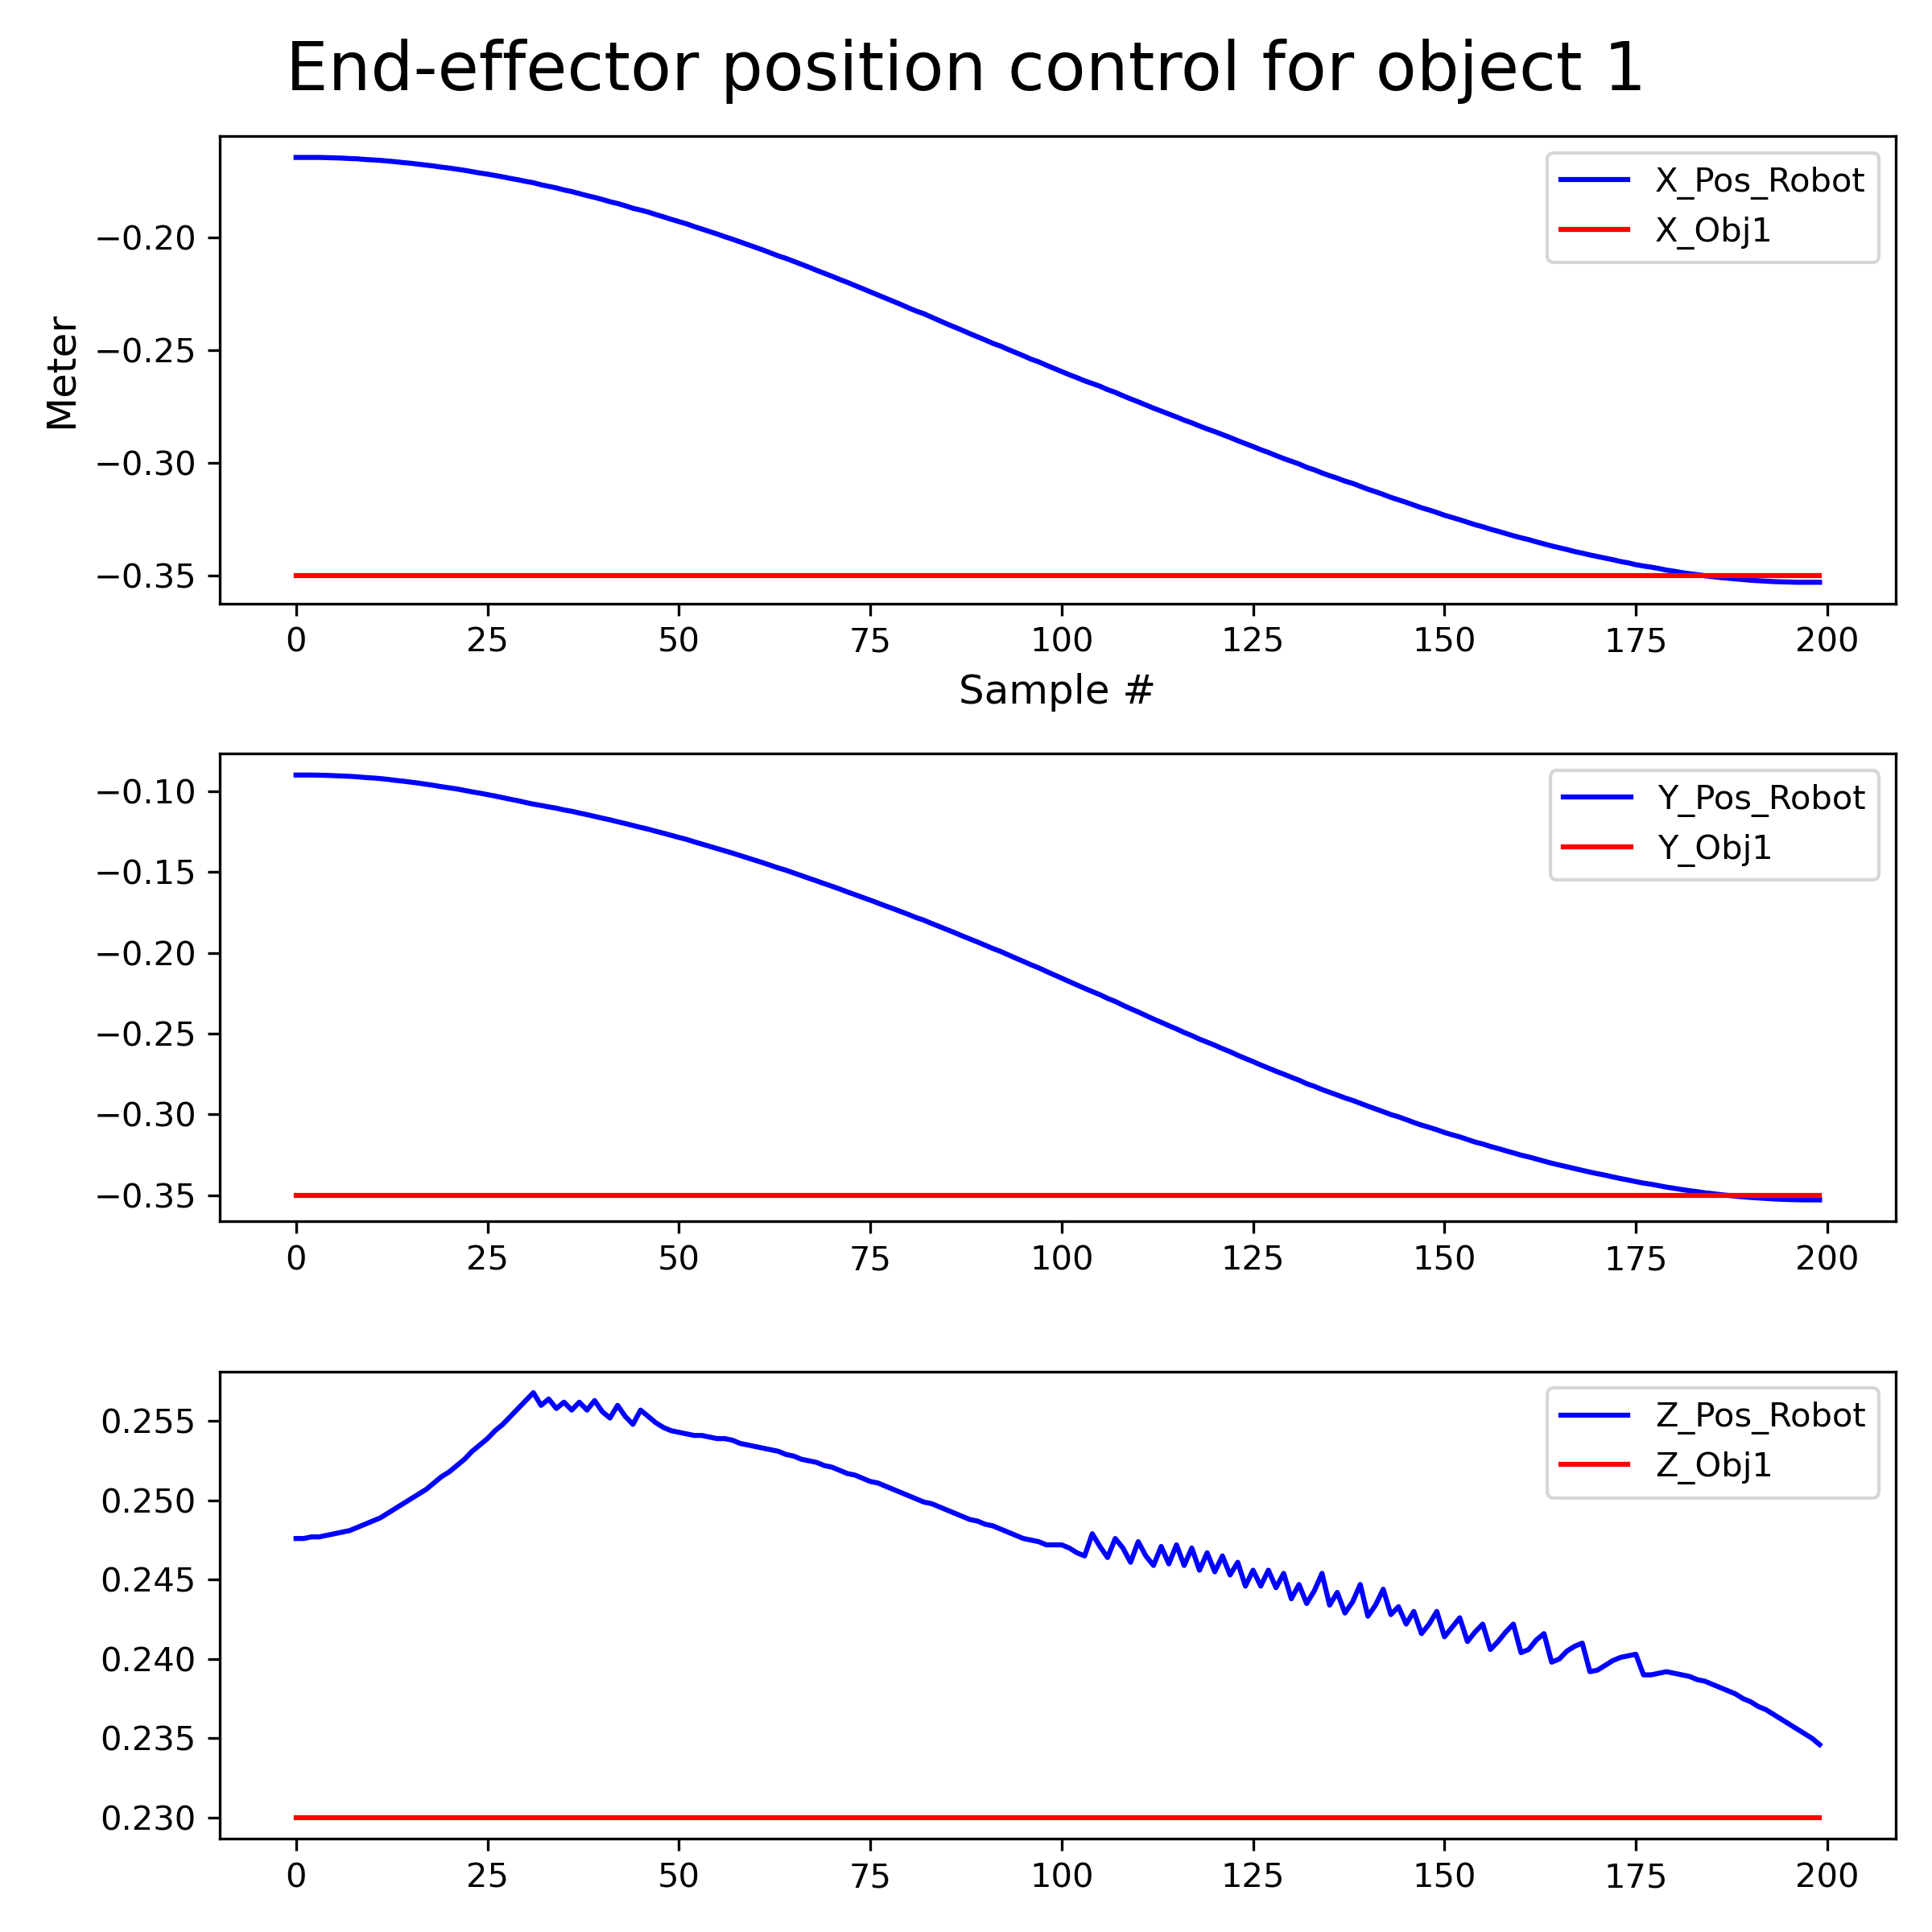 End-effector position control for object 1
X_Pos_Robot
X_Obj1
−0.20
−0.25
−0.30
−0.35
Meter
0 25 50 75 100 125 150 175 200
Sample #
Y_Pos_Robot
Y_Obj1
−0.10
−0.15
−0.20
−0.25
−0.30
−0.35
0 25 50 75 100 125 150 175 200
Z_Pos_Robot
Z_Obj1
0.255
0.250
0.245
0.240
0.235
0.230
0 25 50 75 100 125 150 175 200